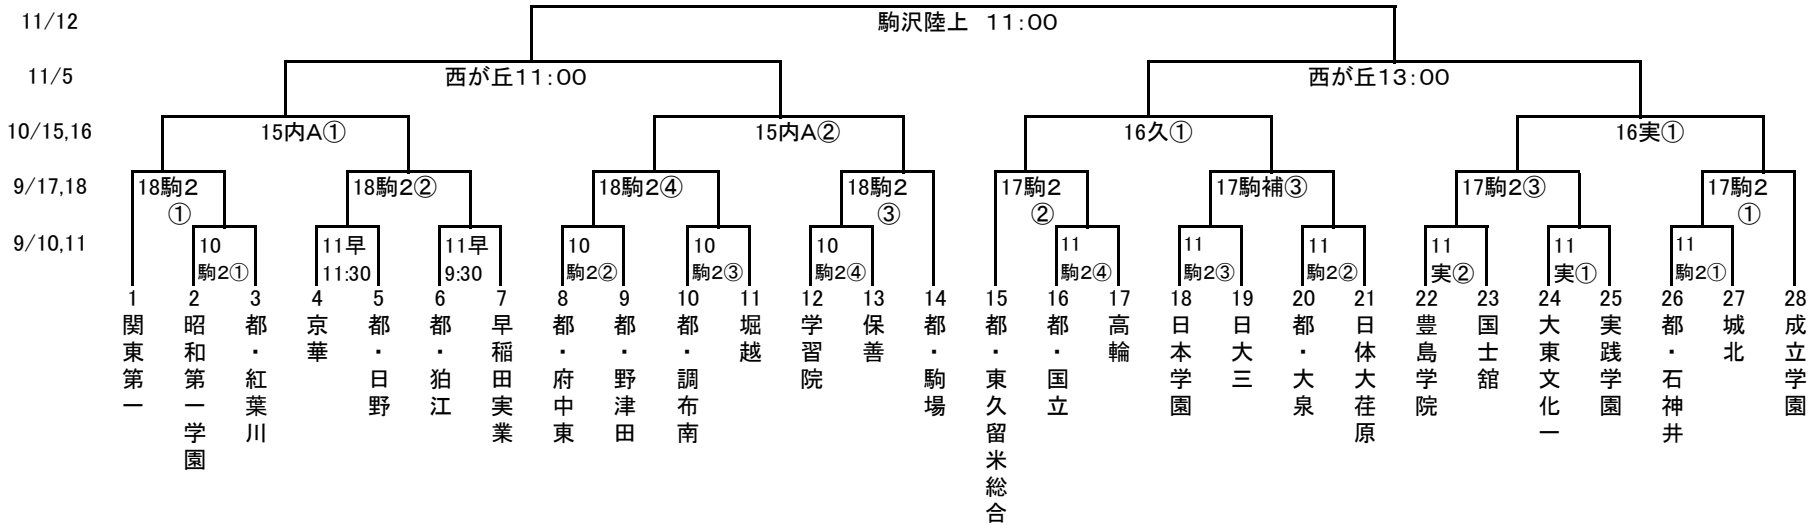 11/12
駒沢陸上　11:00
11/5
西が丘11:00
西が丘13:00
10/15,16
15内A①
15内A②
16久①
16実①
9/17,18
18駒2
①
18駒2②
18駒2④
18駒2
③
17駒2
②
17駒補③
17駒2③
17駒2
①
9/10,11
10
駒2①
11早
11:30
11早
9:30
10
駒2②
10
駒2③
10
駒2④
11
駒2④
11
駒2③
11
駒2②
11
実②
11
実①
11
駒2①
1
関東第一
2
昭和第一学園
3
都・紅葉川
4
京華
5
都・日野
6
都・狛江
7
早稲田実業
8
都・府中東
9
都・野津田
10
都・調布南
11
堀越
12
学習院
13
保善
14
都・駒場
15
都・東久留米総合
16
都・国立
17
高輪
18
日本学園
19
日大三
20
都・大泉
21
日体大荏原
22
豊島学院
23
国士舘
24
大東文化一
25
実践学園
26
都・石神井
27
城北
28
成立学園